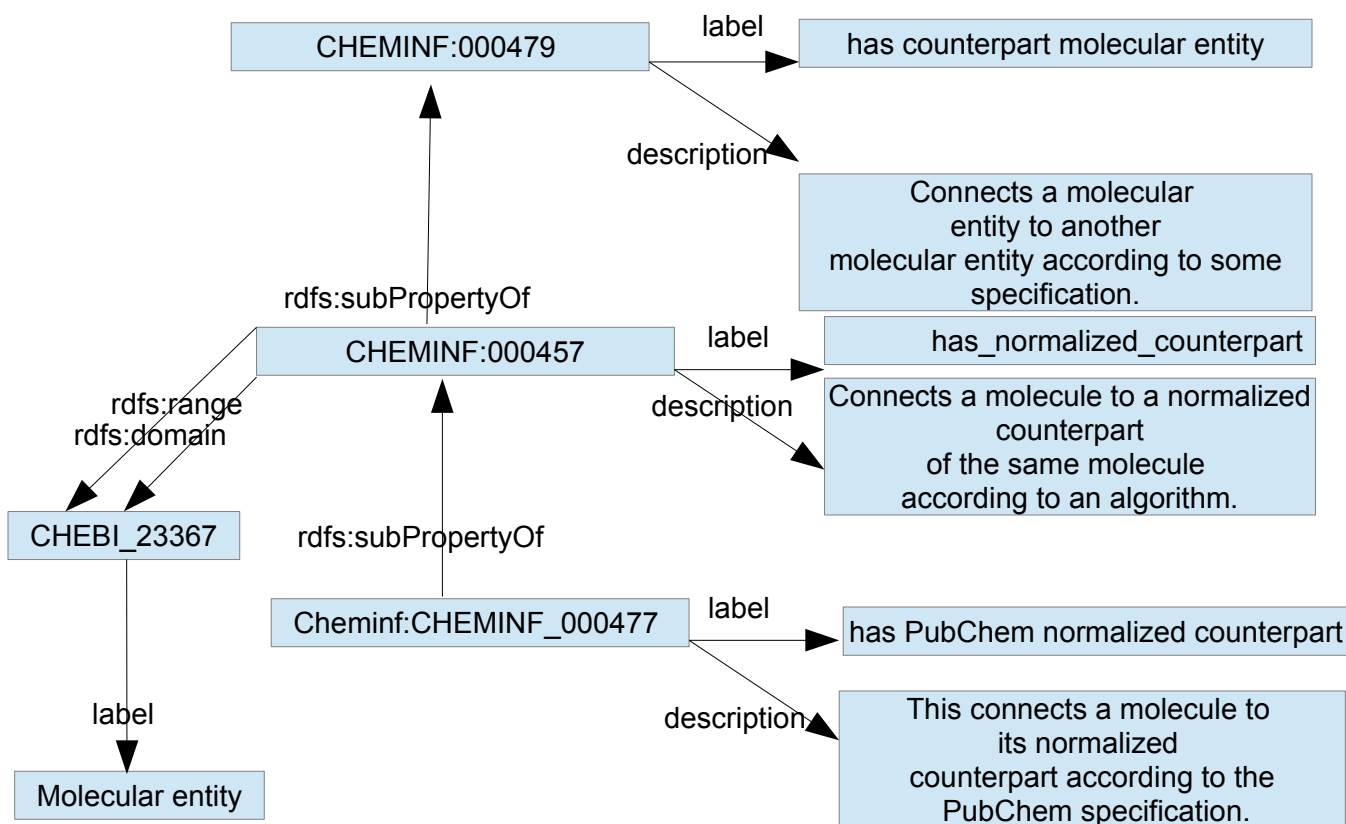 label
CHEMINF:000479
has counterpart molecular entity
description
Connects a molecular
entity to another
molecular entity according to some
specification.
rdfs:subPropertyOf
label
CHEMINF:000457
has_normalized_counterpart
description
Connects a molecule to a normalized
counterpart
of the same molecule
according to an algorithm.
rdfs:range
rdfs:domain
CHEBI_23367
rdfs:subPropertyOf
label
Cheminf:CHEMINF_000477
has PubChem normalized counterpart
label
description
This connects a molecule to
its normalized
counterpart according to the
PubChem specification.
Molecular entity